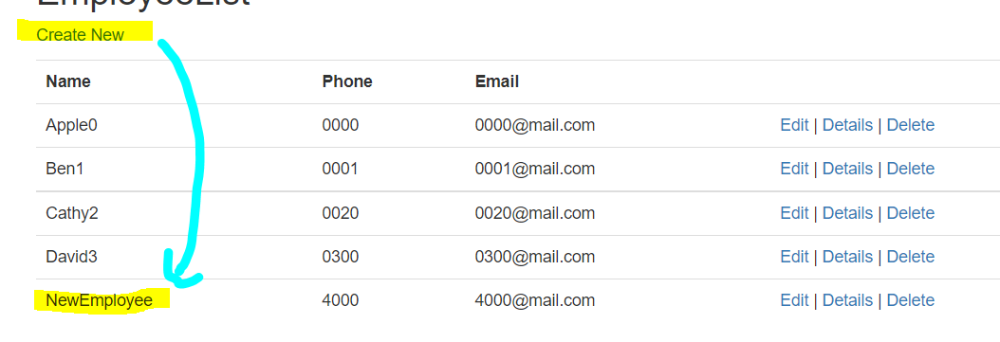 EmployeeList
Create New
Name Phone Email
Apple0 0000 0000@mail.com Edit | Details | Delete
Ben1 0001 0001@mail.com Edit | Details | Delete
Cathy2 0020 0020@mail.com Edit | Details | Delete
David3 0300 0300@mail.com Edit | Details | Delete
NewEmployee 4000 4000@mail.com Edit | Details | Delete